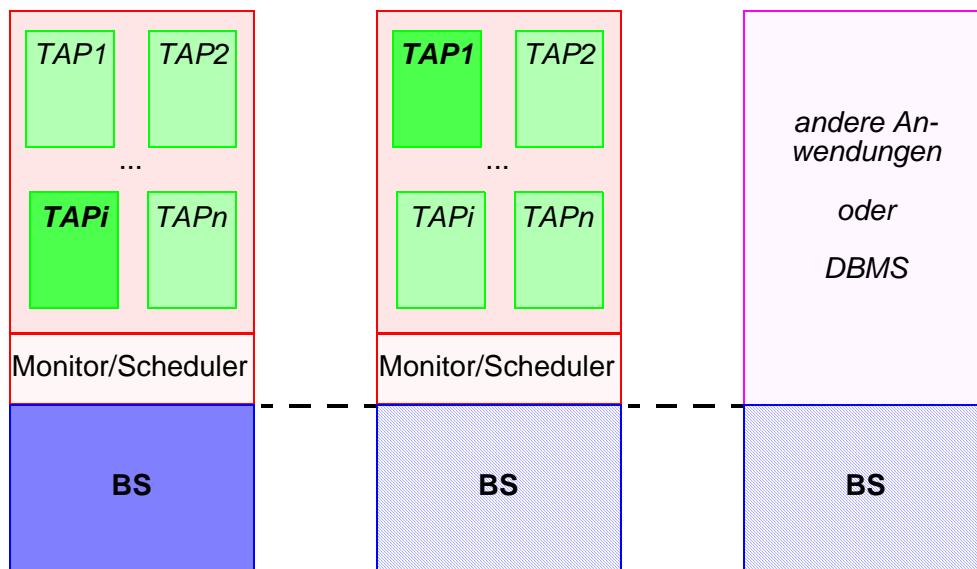 TAP1 TAP2
...
TAPi TAPn
Monitor/Scheduler
BS
TAP1 TAP2
...
TAPi TAPn
Monitor/Scheduler
BS
andere An-
wendungen
oder
DBMS
BS